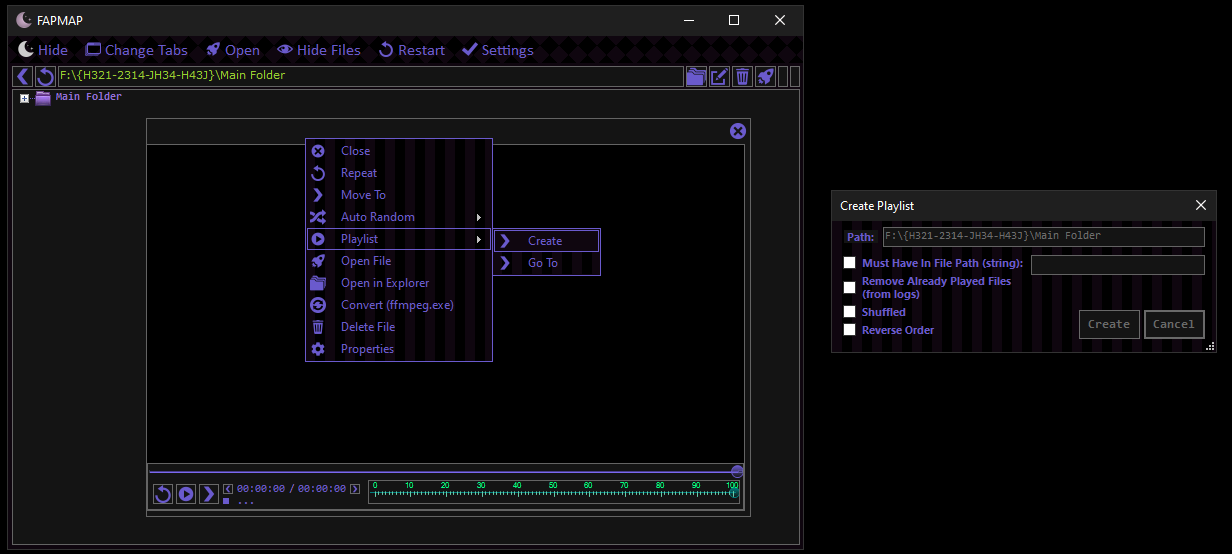 FAPMAP
Hide Change Tabs Open Hide Files Restart Settings
F:\{H321-2314-JH34-H43J}\Main Folder
Main Folder
Close
Repeat
Move To
Auto Random
Playlist
Create
Open File
Go To
Open in Explorer
Convert (ffmpeg.exe)
Delete File
Properties
00:00:00 / 00:00:00
...
0 10 20 30 40 50 60 70 80 90 100
Create Playlist
Path: F:\{H321-2314-JH34-H43J}\Main Folder
Must Have In File Path (string):
Remove Already Played Files
(from logs)
Shuffled
Reverse Order
Create Cancel